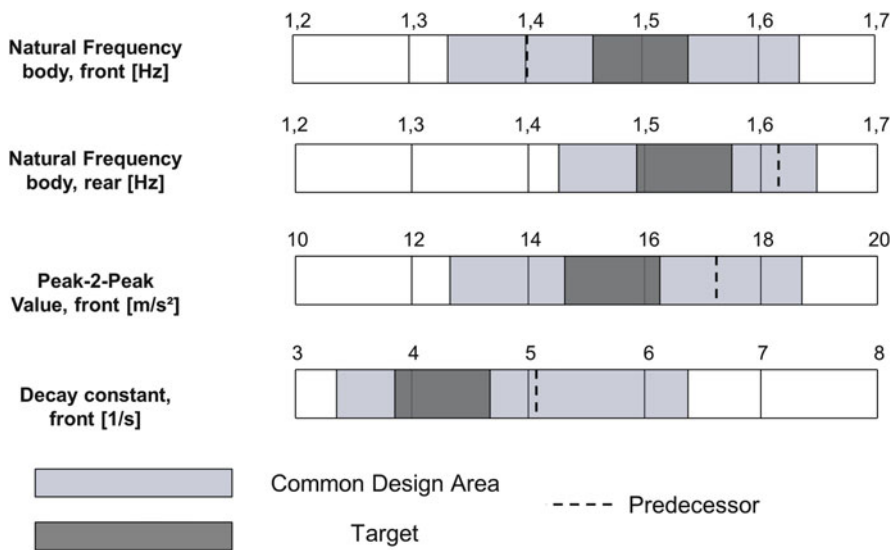 1,2 1,3 1,4 1,5 1,6 1,7
Natural Frequency
body, front [Hz]
1,2 1,3 1,4 1,5 1,6 1,7
Natural Frequency
body, rear [Hz]
10 12 14 16 18 20
Peak-2-Peak
Value, front [m/s²]
3 4 5 6 7 8
Decay constant,
front [1/s]
Common Design Area
Predecessor
Target